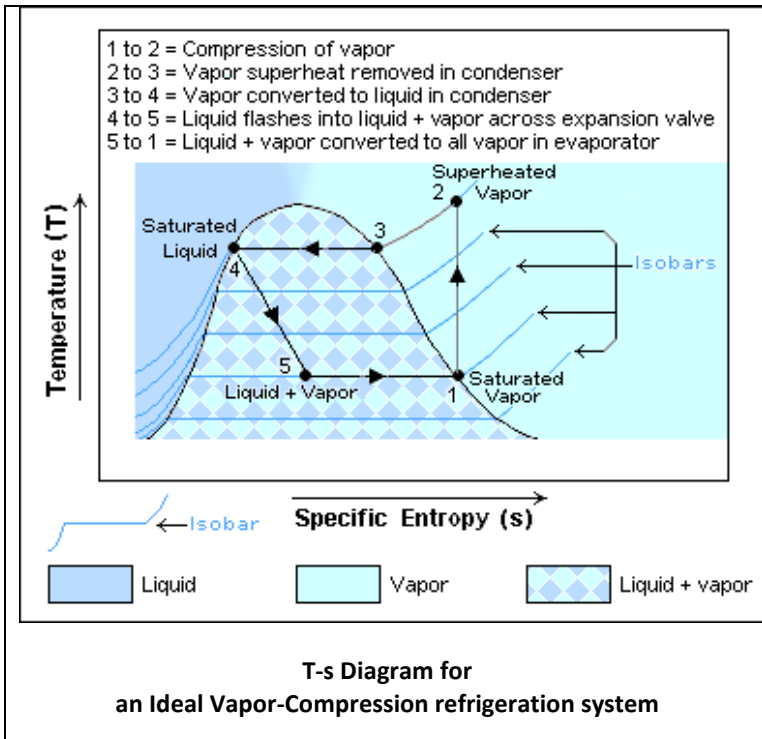 1 to 2 = Compression of vapor
2 to 3 = Vapor superheat removed in condenser
3 to 4 = Vapor converted to liquid in condenser
4 to 5 = Liquid flashes into liquid + vapor across expansion valve
5 to 1 = Liquid + vapor converted to all vapor in evaporator
Superheated
2 Vapor
Saturated
Liquid
3
4
Isobars
5
Liquid + Vapor
1
Saturated
Vapor
Temperature (T)
Isobar
Specific Entropy (s)
Liquid
Vapor
Liquid + vapor
T-s Diagram for
an Ideal Vapor-Compression refrigeration system